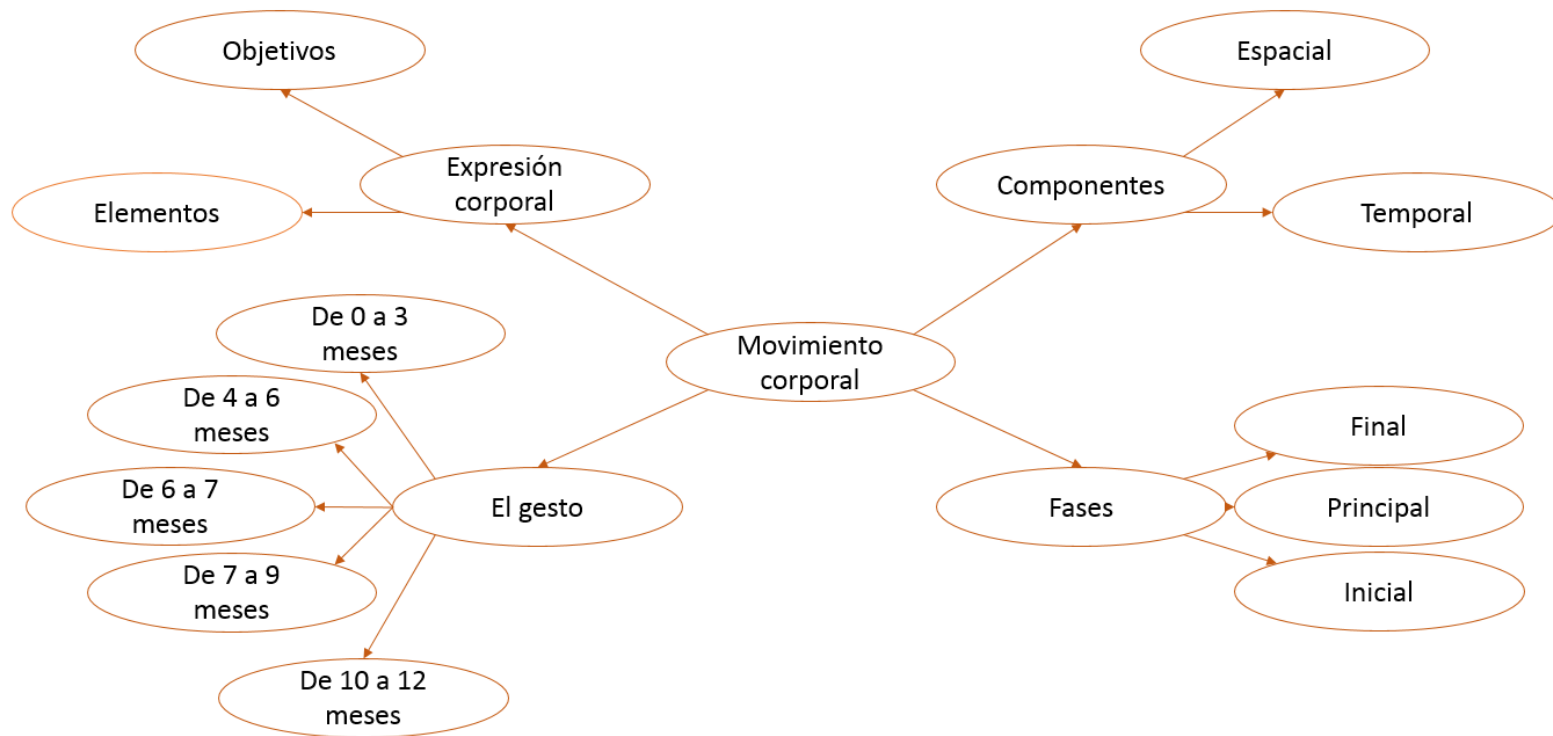 Objetivos
Espacial
Expresión
corporal
Componentes
Elementos
Temporal
De 0 a 3
meses
Movimiento
corporal
De 4 a 6
meses
Final
De 6 a 7
meses
El gesto
Fases
Principal
De 7 a 9
meses
Inicial
De 10 a 12
meses